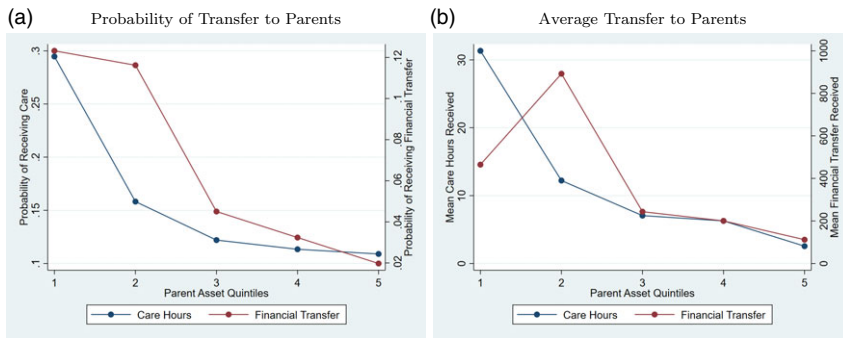 (a) Probability of Transfer to Parents
Probability of Receiving Care
.3
.25
.2
.15
.1
.12
.1
.08
.06
.04
.02
Probability of Receiving Financial Transfer
1 2 3 4 5
Parent Asset Quintiles
Care Hours Financial Transfer
(b) Average Transfer to Parents
Mean Care Hours Received
30
20
10
0
1000
800
600
400
200
0
Mean Financial Transfer Received
1 2 3 4 5
Parent Asset Quintiles
Care Hours Financial Transfer